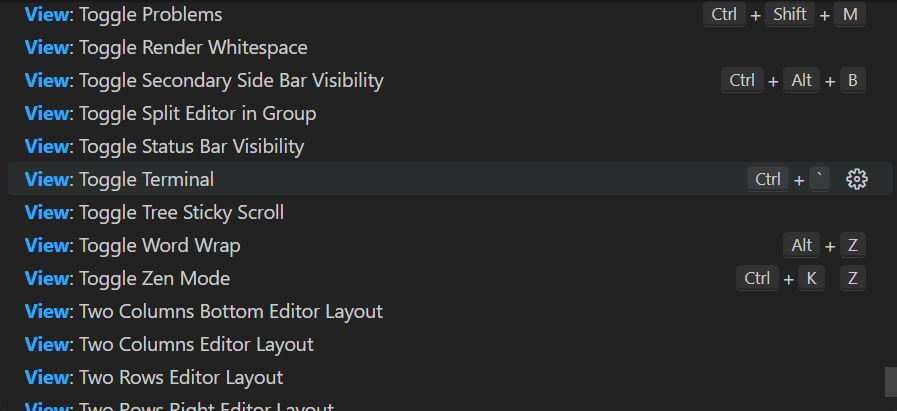 View: Toggle Problems Ctrl + Shift + M
View: Toggle Render Whitespace
View: Toggle Secondary Side Bar Visibility Ctrl + Alt + B
View: Toggle Split Editor in Group
View: Toggle Status Bar Visibility
View: Toggle Terminal Ctrl + `
View: Toggle Tree Sticky Scroll
View: Toggle Word Wrap Alt + Z
View: Toggle Zen Mode Ctrl + K Z
View: Two Columns Bottom Editor Layout
View: Two Columns Editor Layout
View: Two Rows Editor Layout
View: Two Rows Right Editor Layout